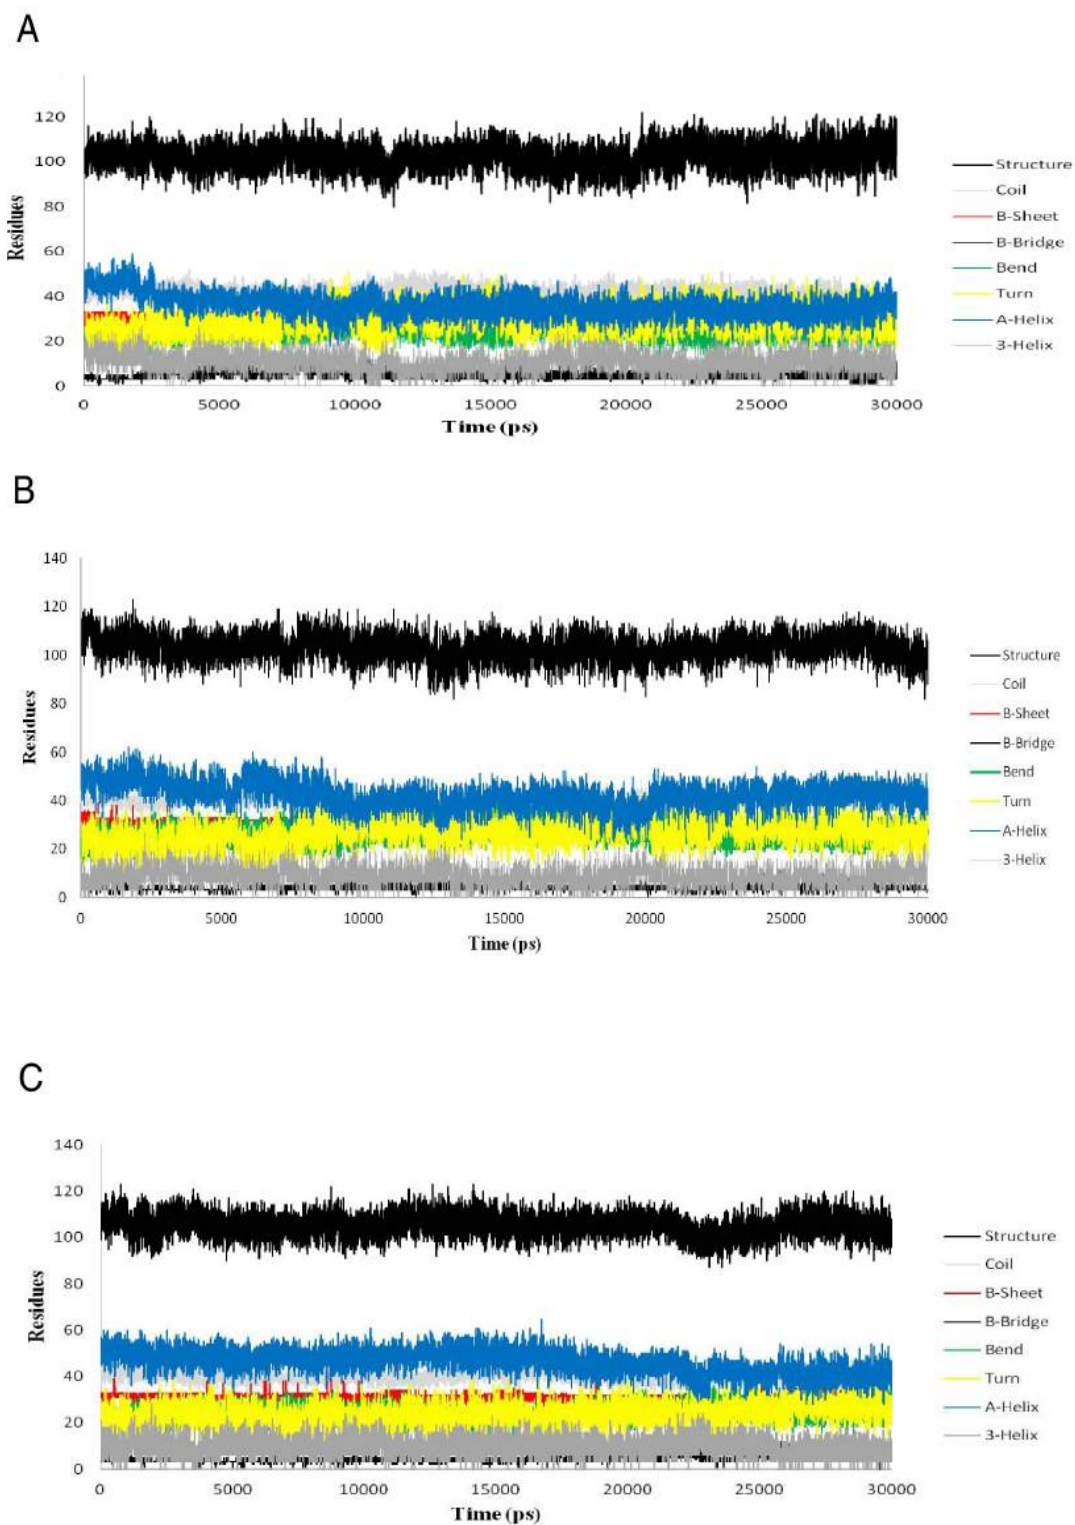 A
120
100
80
60
40
20
0
Residues
0 5000 10000 15000 20000 25000 30000
Time (ps)
Structure
Coil
B-Sheet
B-Bridge
Bend
Turn
A-Helix
3-Helix
B
140
120
100
80
60
40
20
0
Residues
0 5000 10000 15000 20000 25000 30000
Time (ps)
Structure
Coil
B-Sheet
B-Bridge
Bend
Turn
A-Helix
3-Helix
C
140
120
100
80
60
40
20
0
Residues
0 5000 10000 15000 20000 25000 30000
Time (ps)
Structure
Coil
B-Sheet
B-Bridge
Bend
Turn
A-Helix
3-Helix